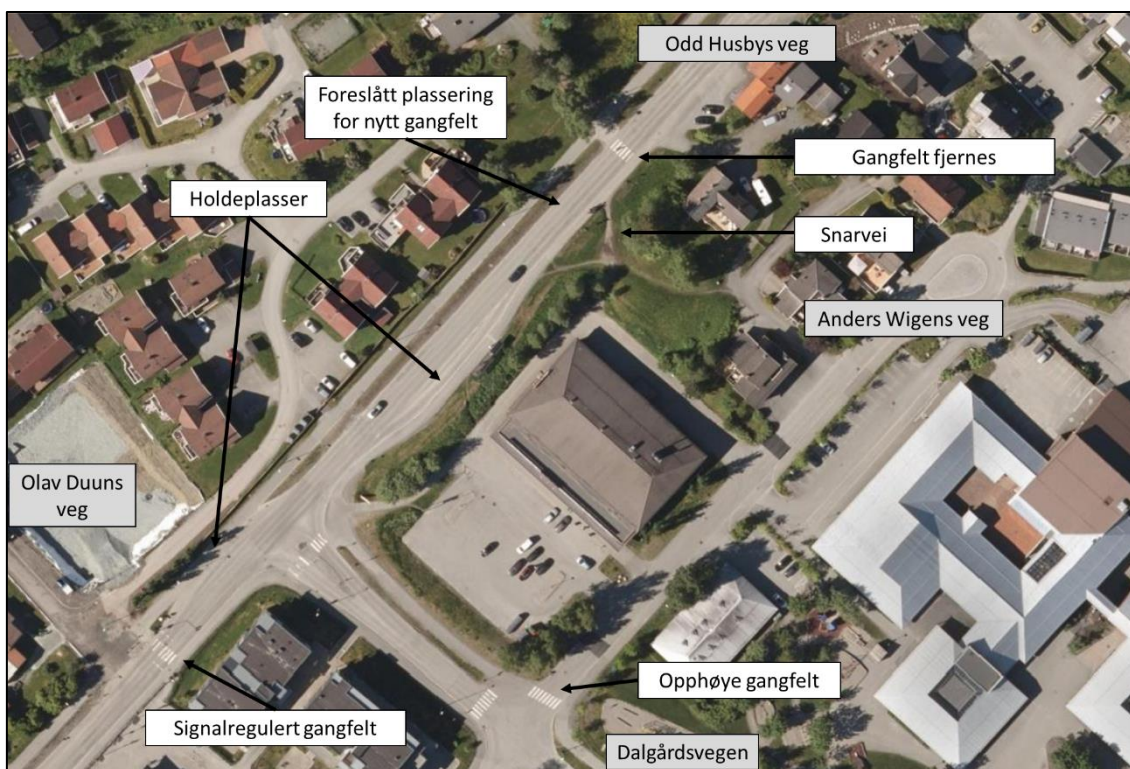 Odd Husbys veg
Foreslått plassering
for nytt gangfelt
Gangfelt fjernes
Holdeplasser
Snarvei
Anders Wigens veg
Olav Duuns
veg
Opphøye gangfelt
Signalregulert gangfelt
Dalgårdsvegen